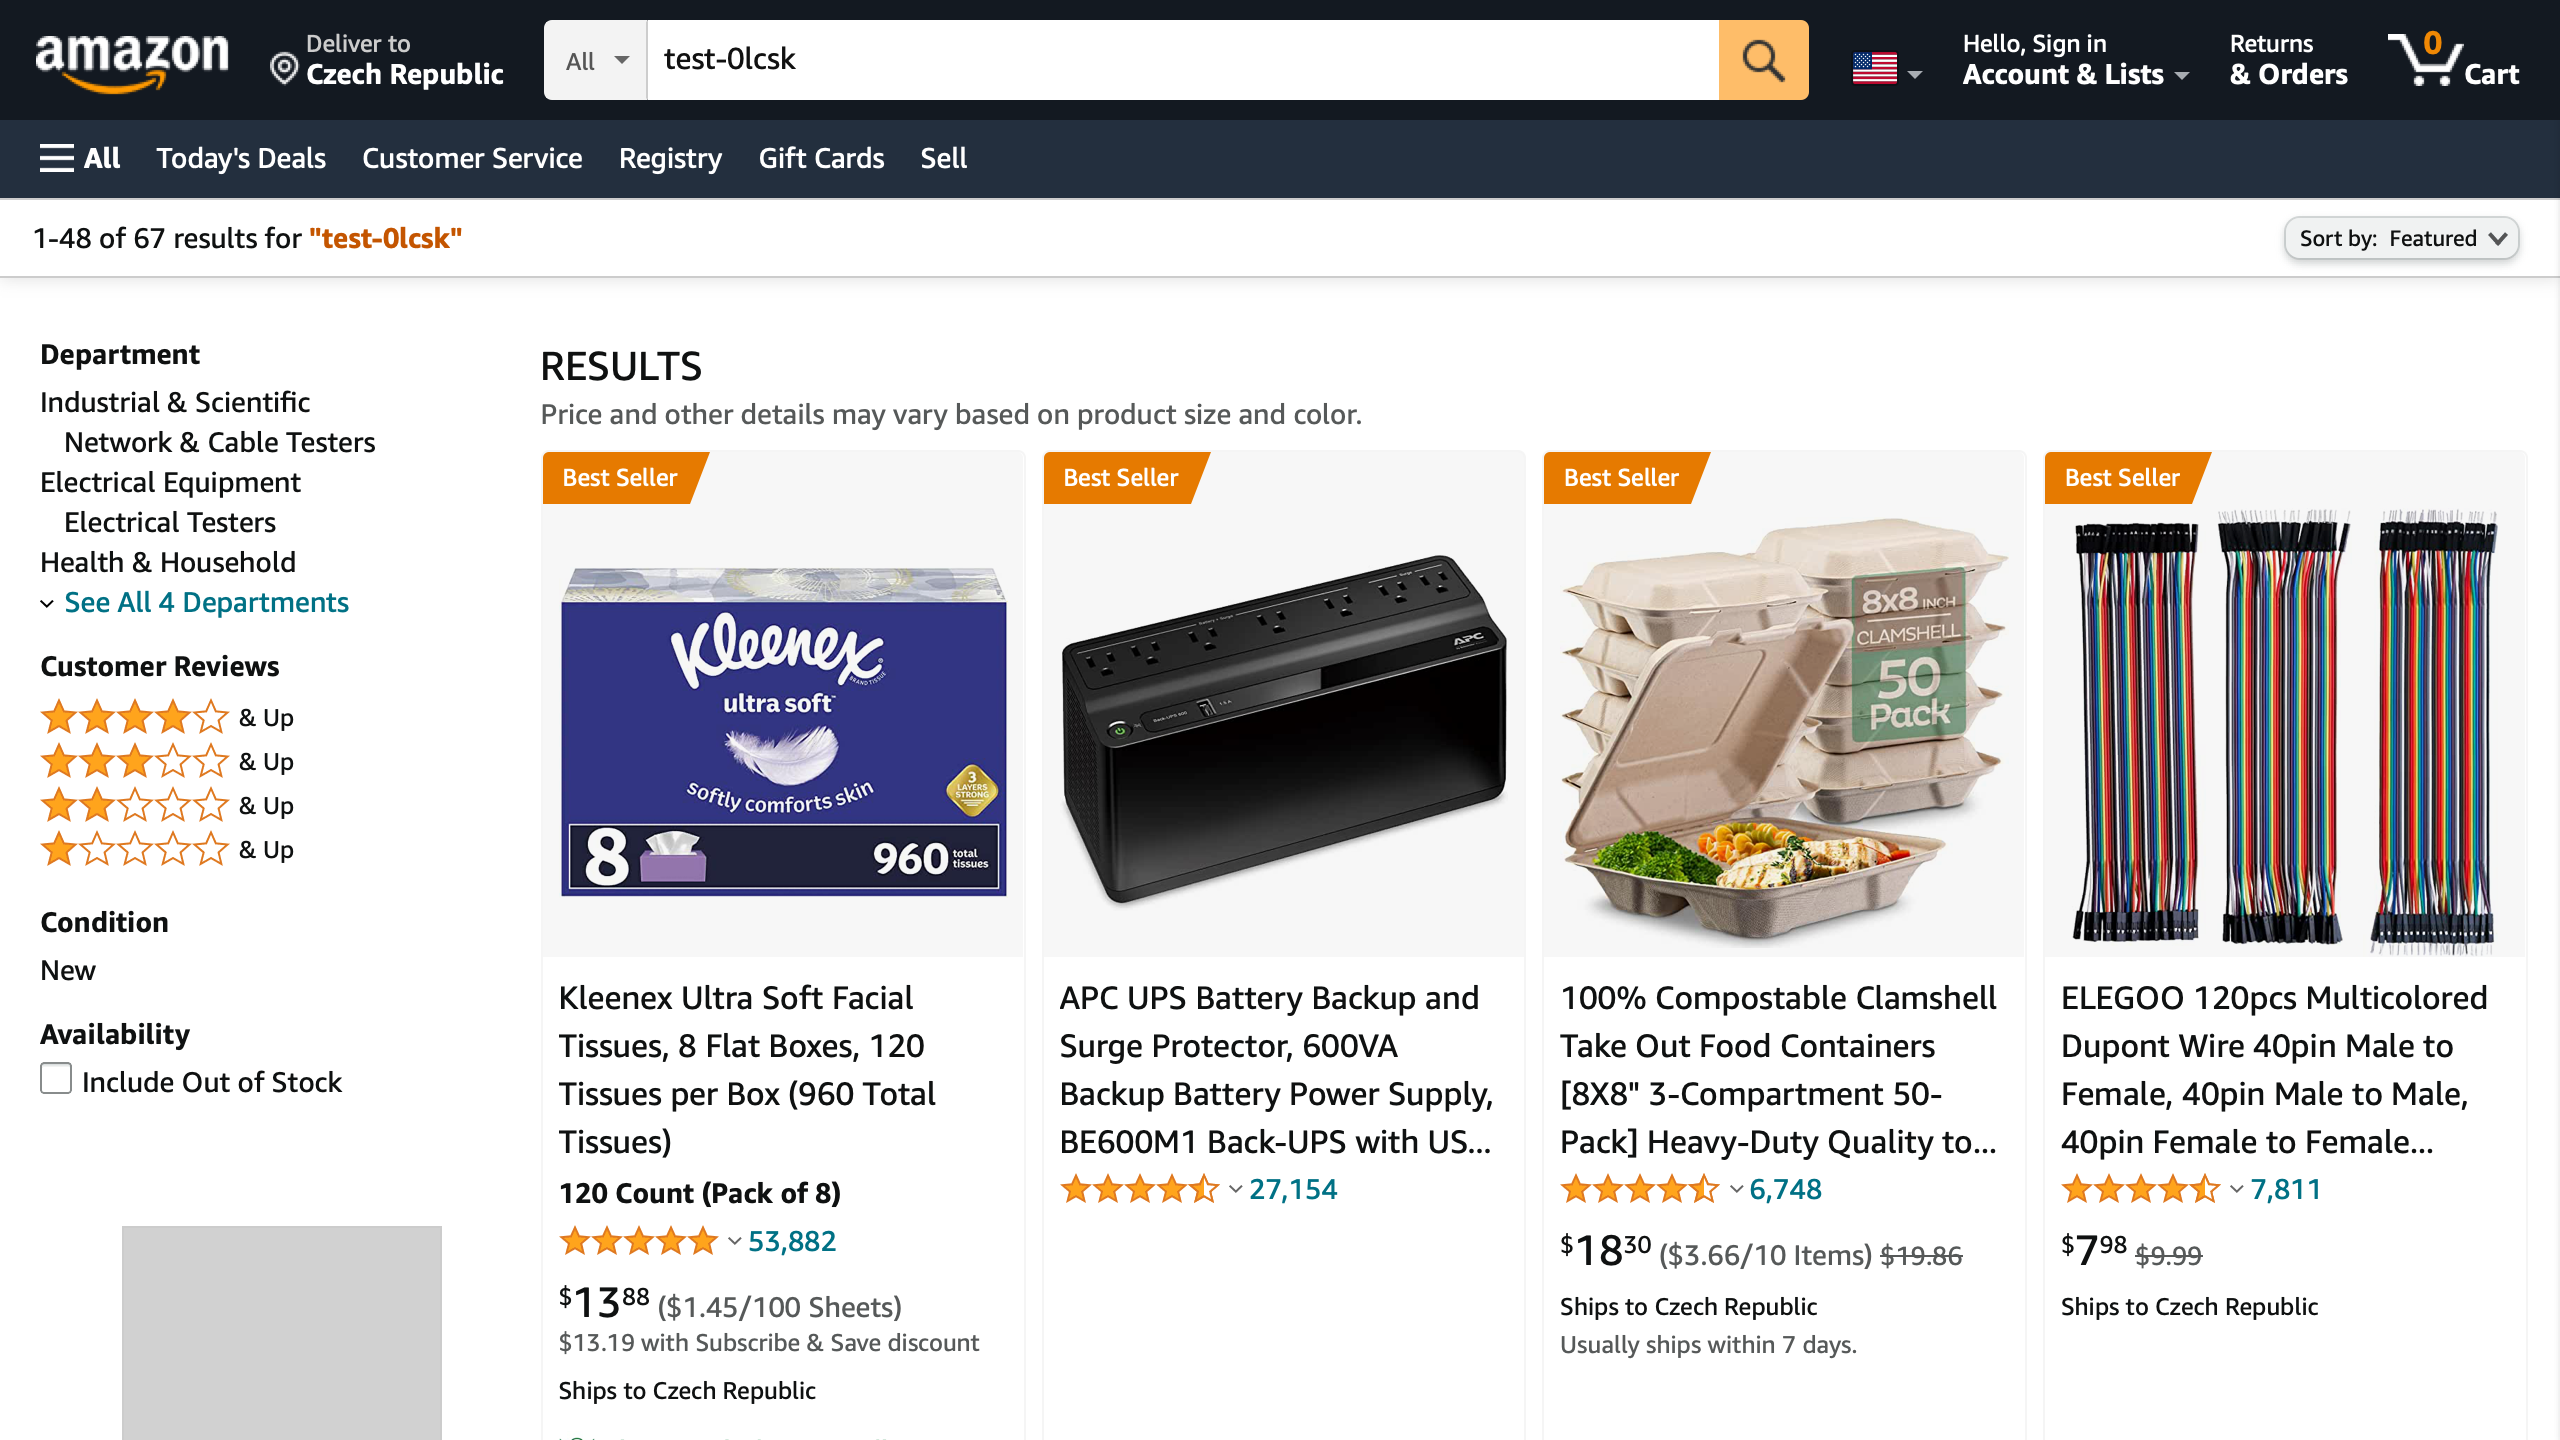 amazon
Deliver to
Czech Republic
All
test-0lcsk
Hello, Sign in
Account & Lists
Returns
& Orders
0
Cart
All
Today's Deals
Customer Service
Registry
Gift Cards
Sell
1-48 of 67 results for "test-0lcsk"
Sort by: Featured
Department
Industrial & Scientific
Network & Cable Testers
Electrical Equipment
Electrical Testers
Health & Household
See All 4 Departments
Customer Reviews
& Up
& Up
& Up
& Up
Condition
New
Availability
Include Out of Stock
RESULTS
Price and other details may vary based on product size and color.
Best Seller
Kleenex
BRAND TISSUE
ultra soft™
softly comforts skin
3
LAYERS
STRONG
8
960 total tissues
Kleenex Ultra Soft Facial
Tissues, 8 Flat Boxes, 120
Tissues per Box (960 Total
Tissues)
120 Count (Pack of 8)
53,882
$13.88 ($1.45/100 Sheets)
$13.19 with Subscribe & Save discount
Ships to Czech Republic
Best Seller
APC
Back-UPS 600
APC UPS Battery Backup and
Surge Protector, 600VA
Backup Battery Power Supply,
BE600M1 Back-UPS with US...
27,154
Best Seller
8x8 INCH
CLAMSHELL
50
Pack
100% Compostable Clamshell
Take Out Food Containers
[8X8" 3-Compartment 50-
Pack] Heavy-Duty Quality to...
6,748
$18.30 ($3.66/10 Items) $19.86
Ships to Czech Republic
Usually ships within 7 days.
Best Seller
ELEGOO 120pcs Multicolored
Dupont Wire 40pin Male to
Female, 40pin Male to Male,
40pin Female to Female...
7,811
$7.98 $9.99
Ships to Czech Republic